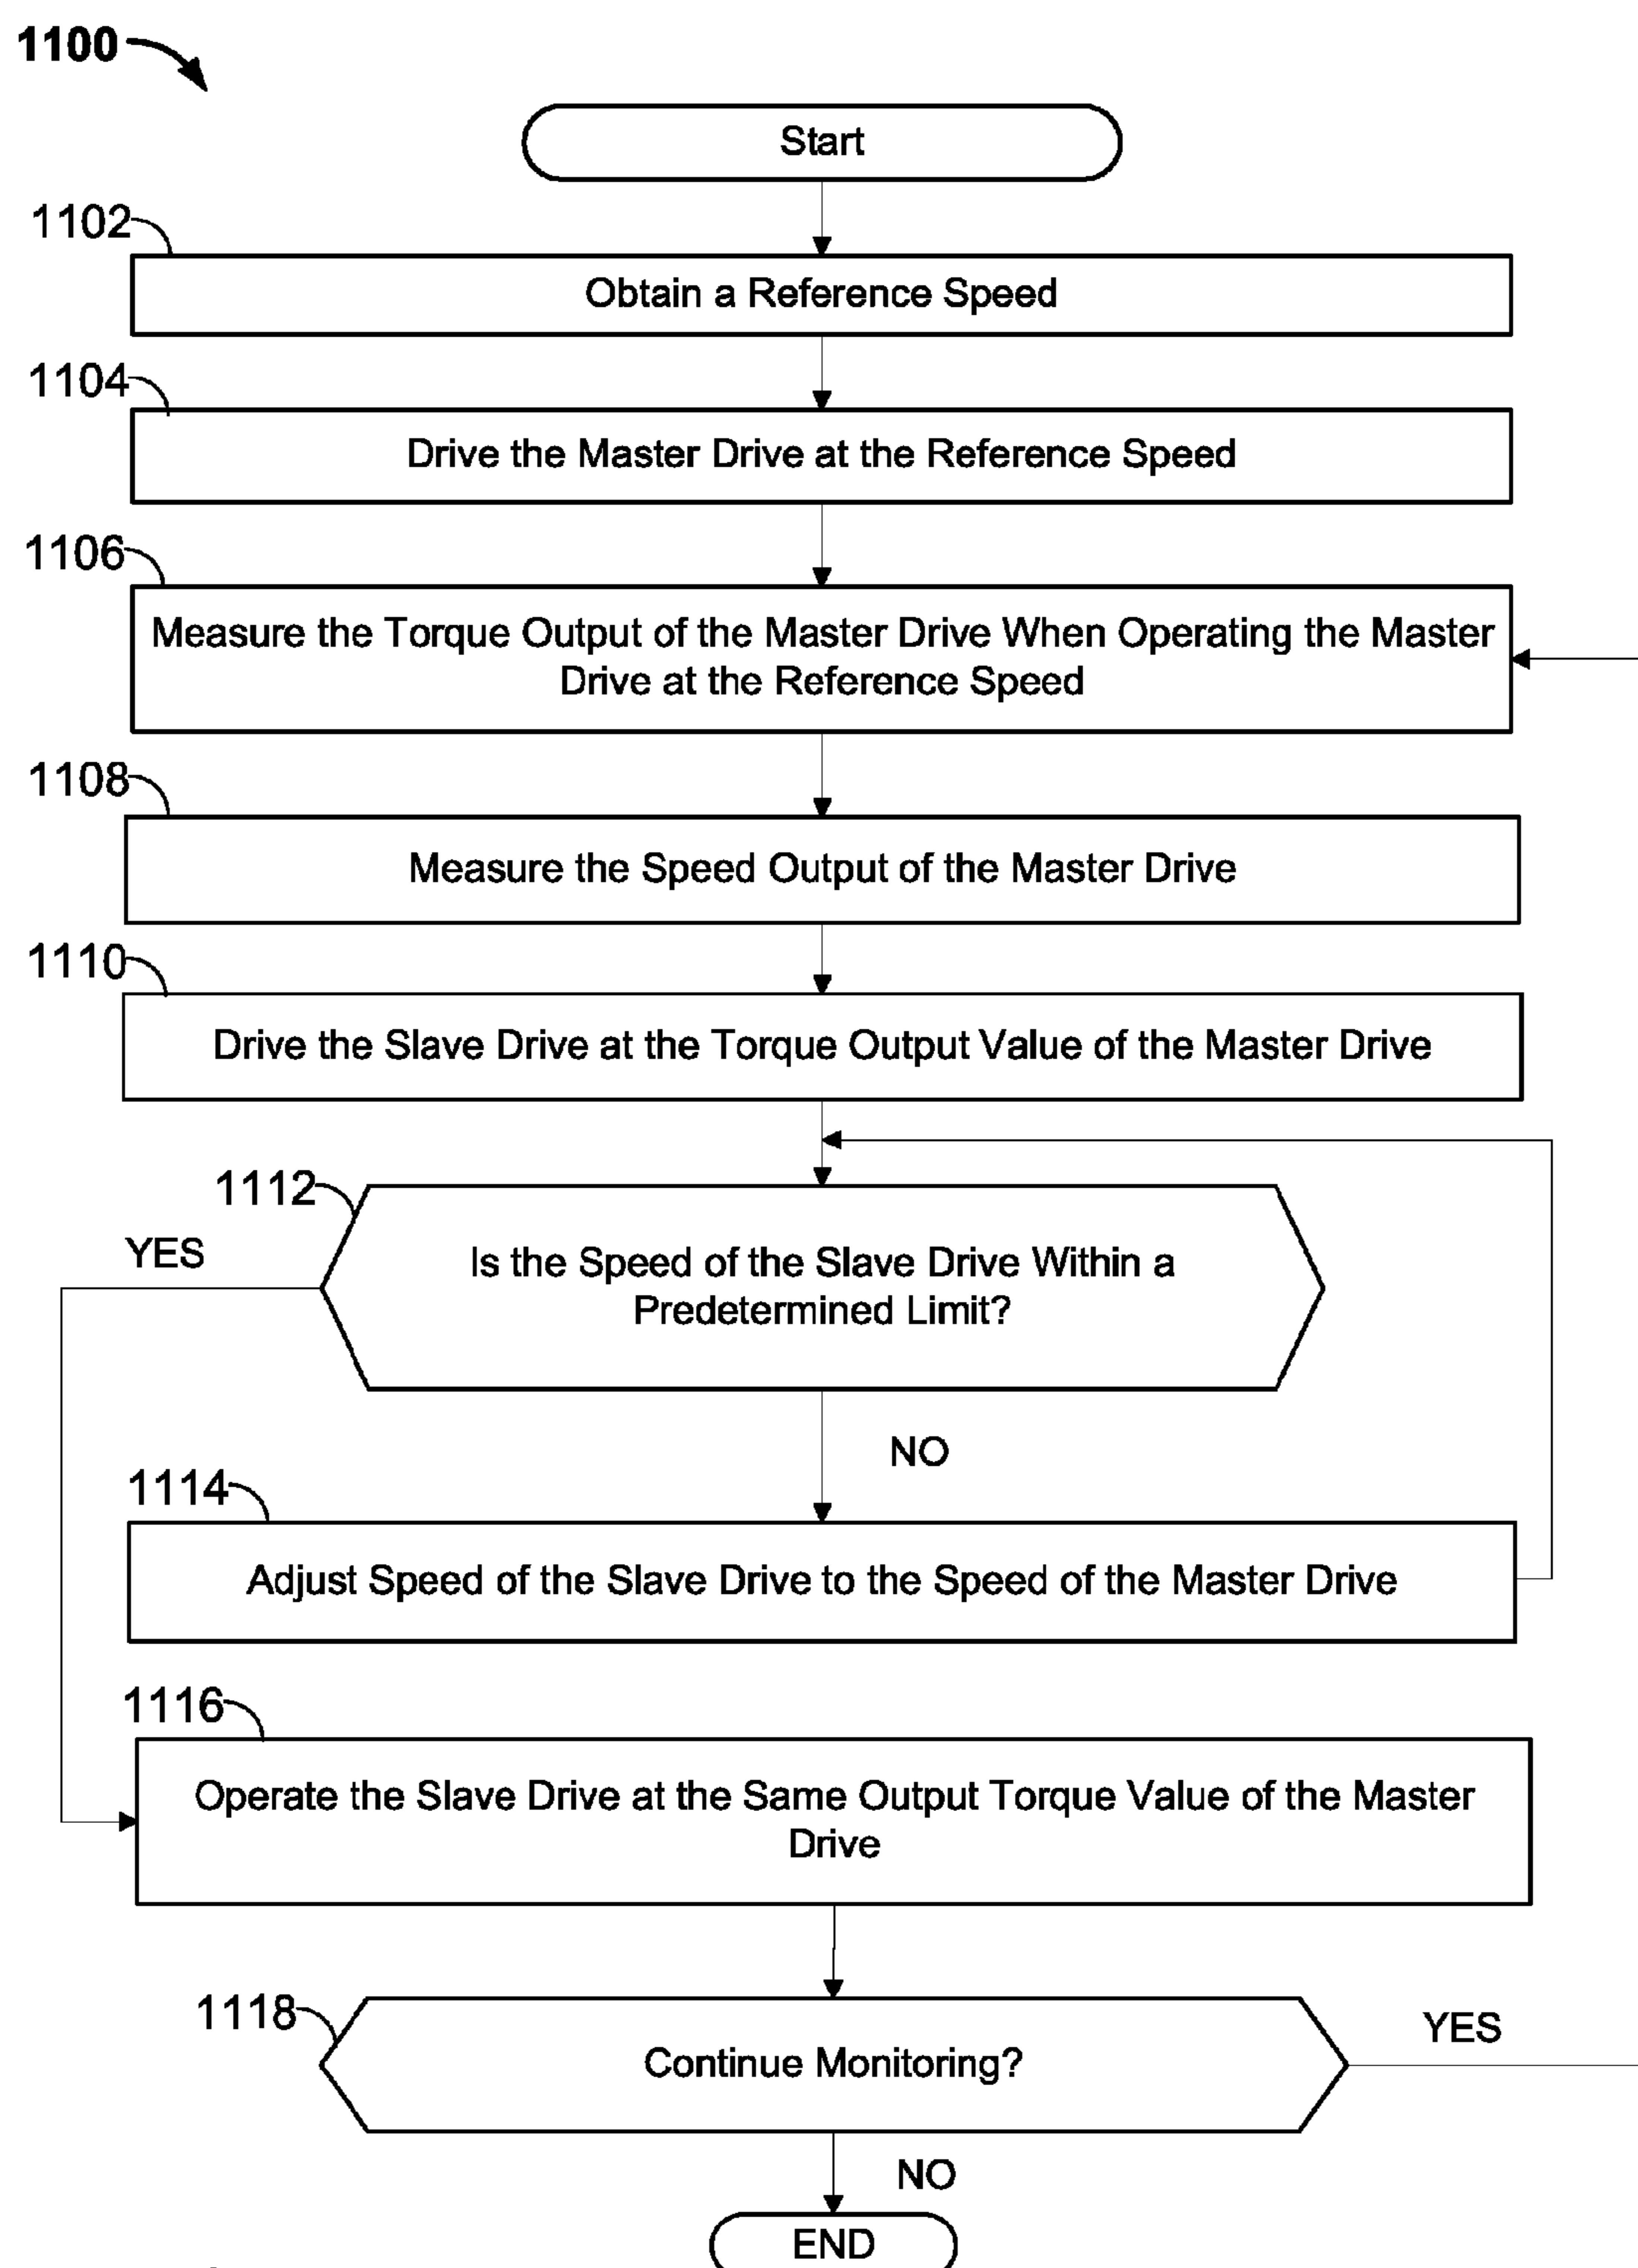 1100
Start
1102
Obtain a Reference Speed
1104
Drive the Master Drive at the Reference Speed
1106
Measure the Torque Output of the Master Drive When Operating the Master
Drive at the Reference Speed
1108
Measure the Speed Output of the Master Drive
1110
Drive the Slave Drive at the Torque Output Value of the Master Drive
1112
YES
Is the Speed of the Slave Drive Within a
Predetermined Limit?
NO
1114
Adjust Speed of the Slave Drive to the Speed of the Master Drive
1116
Operate the Slave Drive at the Same Output Torque Value of the Master
Drive
1118
Continue Monitoring?
YES
NO
END